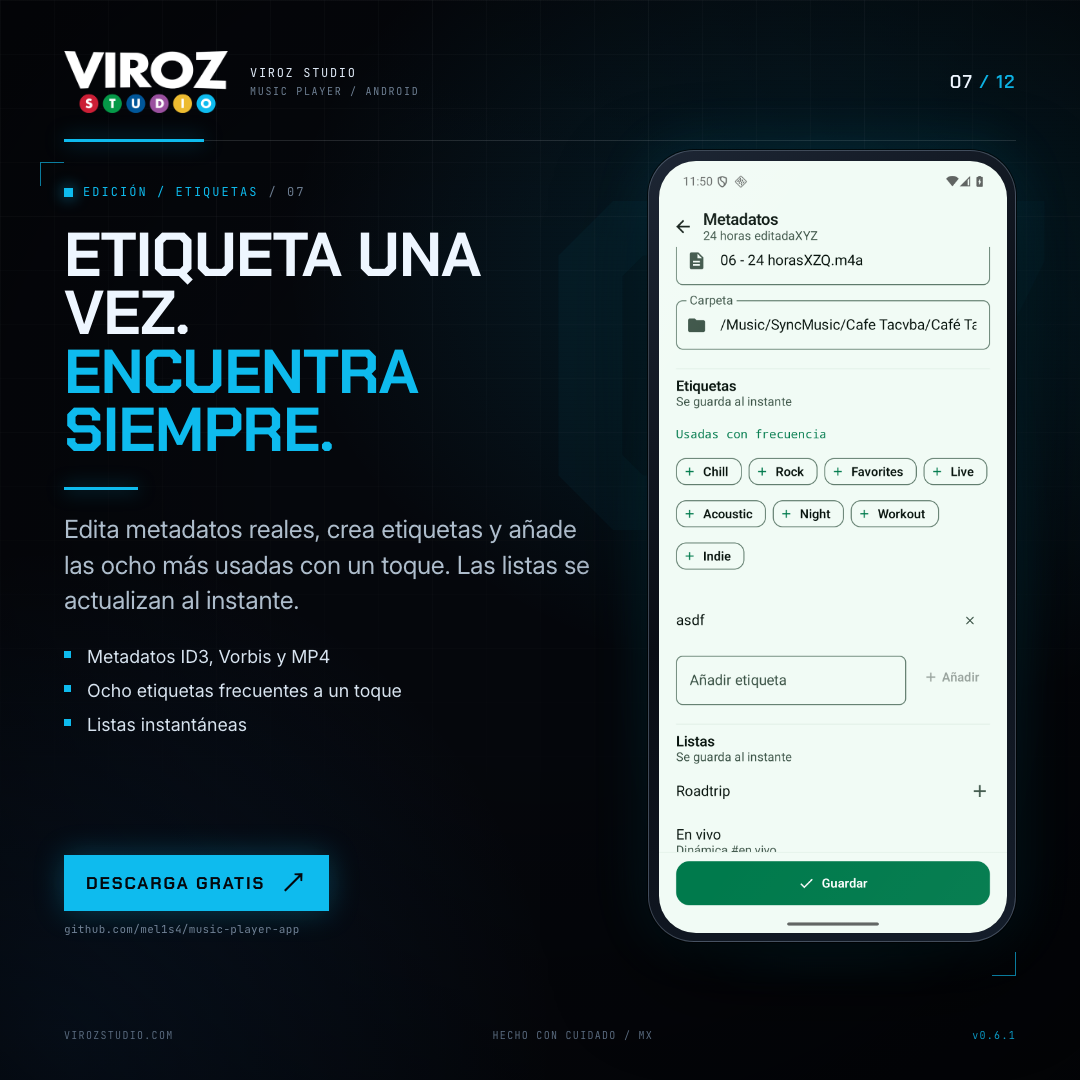 VIROZ
STUDIO
VIROZ STUDIO
MUSIC PLAYER / ANDROID
07 / 12
EDICIÓN / ETIQUETAS / 07
ETIQUETA UNA
VEZ.
ENCUENTRA
SIEMPRE.
Edita metadatos reales, crea etiquetas y añade
las ocho más usadas con un toque. Las listas se
actualizan al instante.
Metadatos ID3, Vorbis y MP4
Ocho etiquetas frecuentes a un toque
Listas instantáneas
DESCARGA GRATIS
github.com/mel1s4/music-player-app
11:50
Metadatos
24 horas editadaXYZ
06 - 24 horasXZQ.m4a
Carpeta
/Music/SyncMusic/Cafe Tacvba/Café Ta
Etiquetas
Se guarda al instante
Usadas con frecuencia
+ Chill + Rock + Favorites + Live
+ Acoustic + Night + Workout
+ Indie
asdf ×
Añadir etiqueta + Añadir
Listas
Se guarda al instante
Roadtrip +
En vivo
Dinámica #en vivo
Guardar
VIROZSTUDIO.COM
HECHO CON CUIDADO / MX
v0.6.1